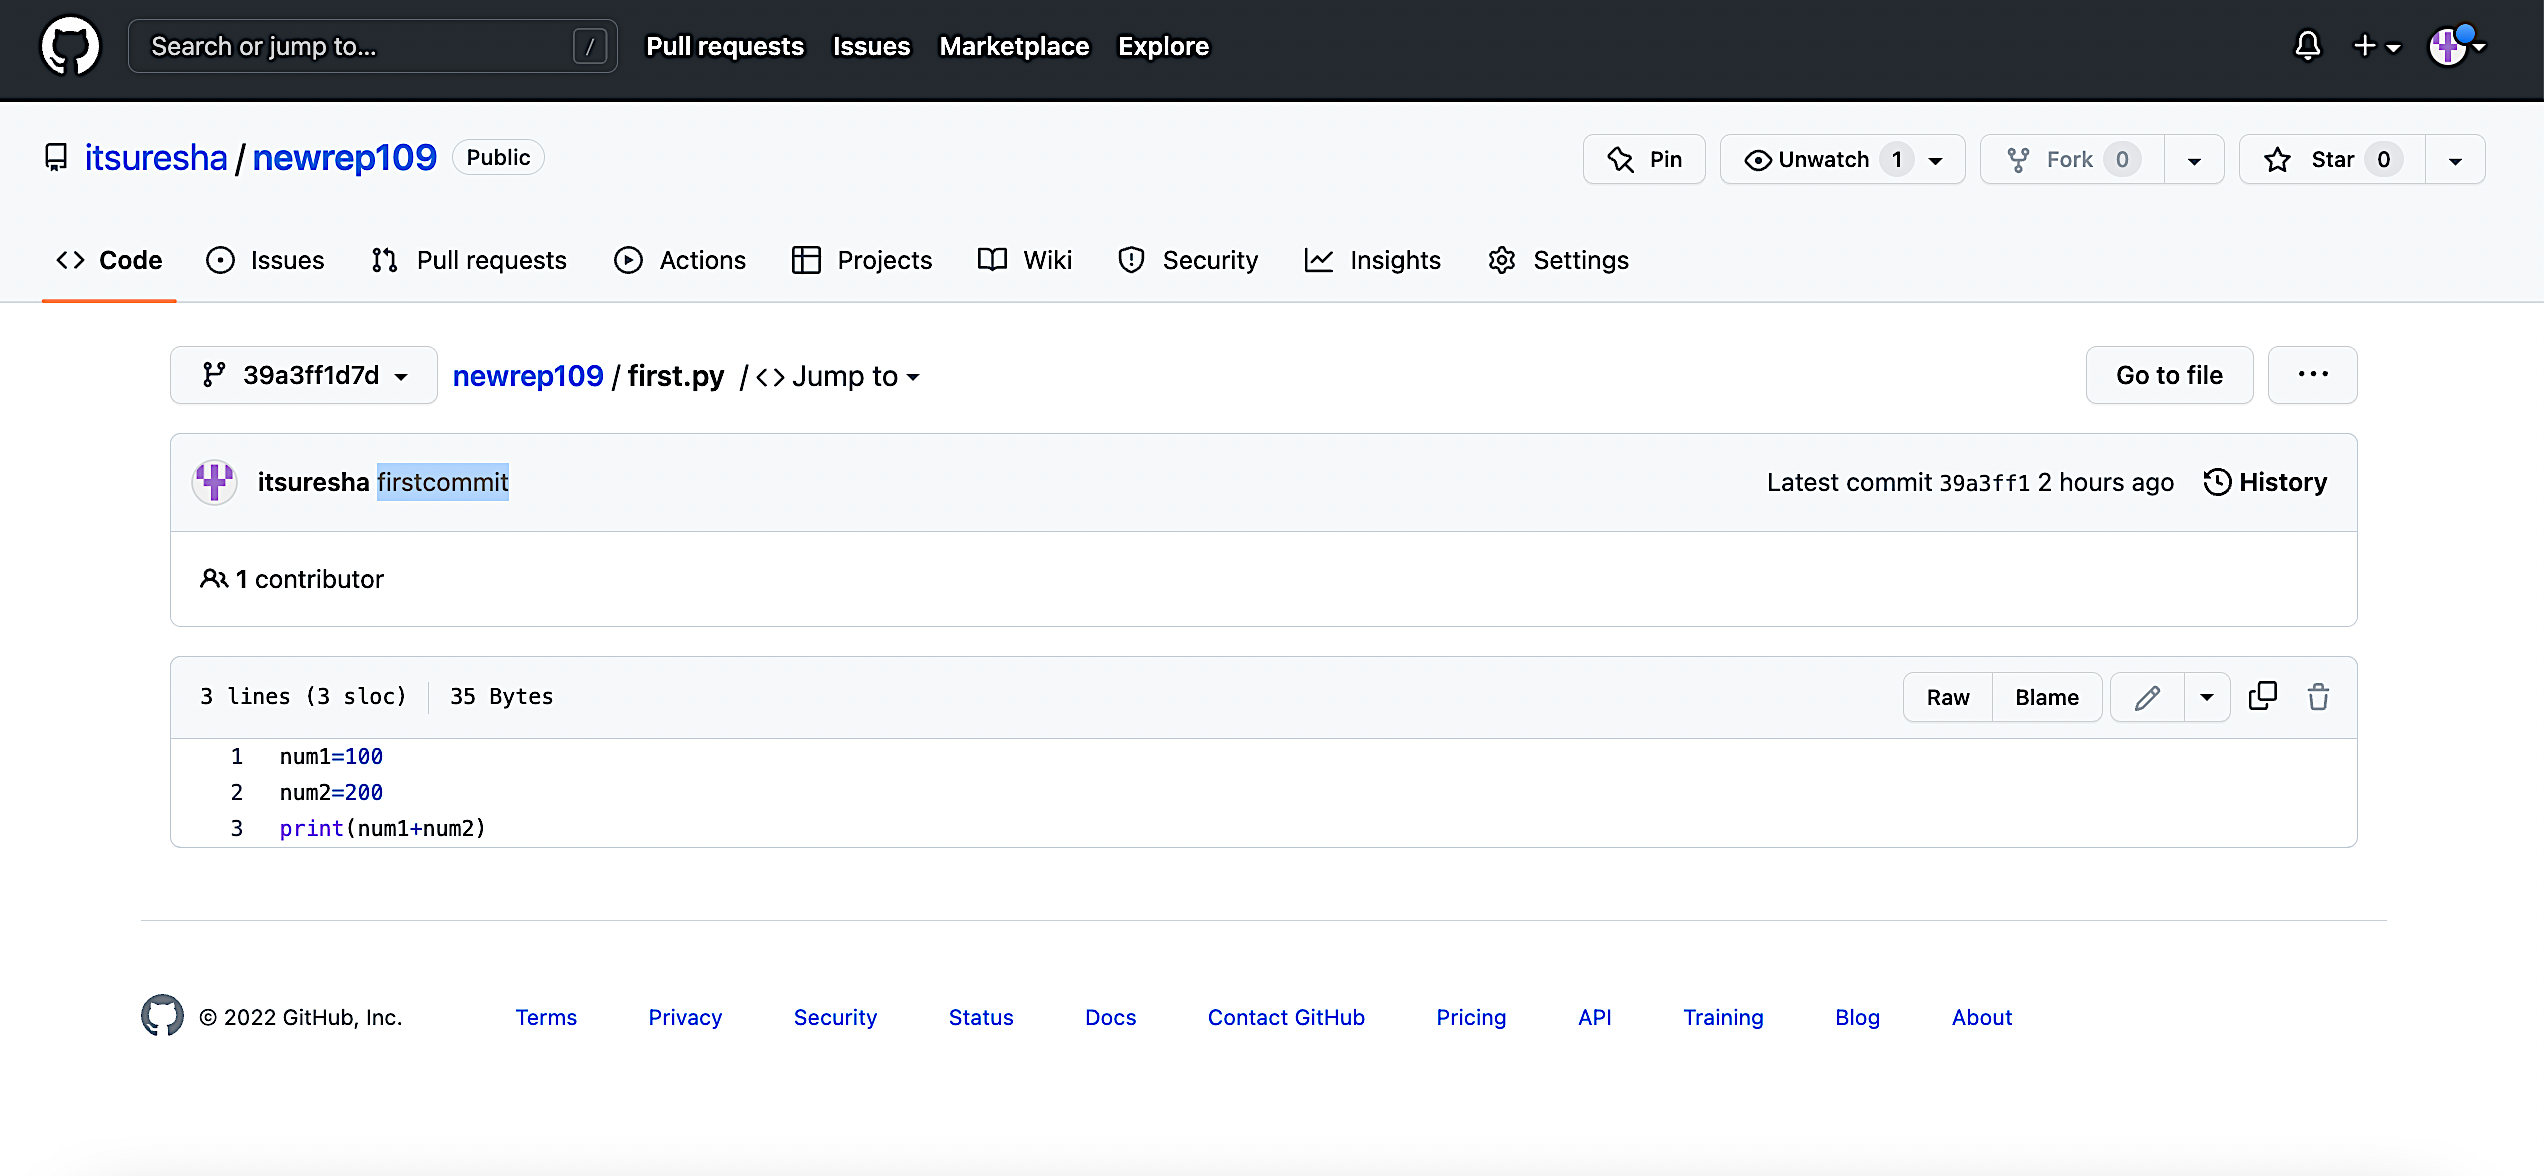 Search or jump to... / Pull requests Issues Marketplace Explore
itsuresha / newrep109 Public Pin Unwatch 1 Fork 0 Star 0
Code Issues Pull requests Actions Projects Wiki Security Insights Settings
39a3ff1d7d newrep109 / first.py / <> Jump to Go to file ...
itsuresha firstcommit Latest commit 39a3ff1 2 hours ago History
1 contributor
3 lines (3 sloc) 35 Bytes Raw Blame
1 num1=100
2 num2=200
3 print(num1+num2)
© 2022 GitHub, Inc. Terms Privacy Security Status Docs Contact GitHub Pricing API Training Blog About